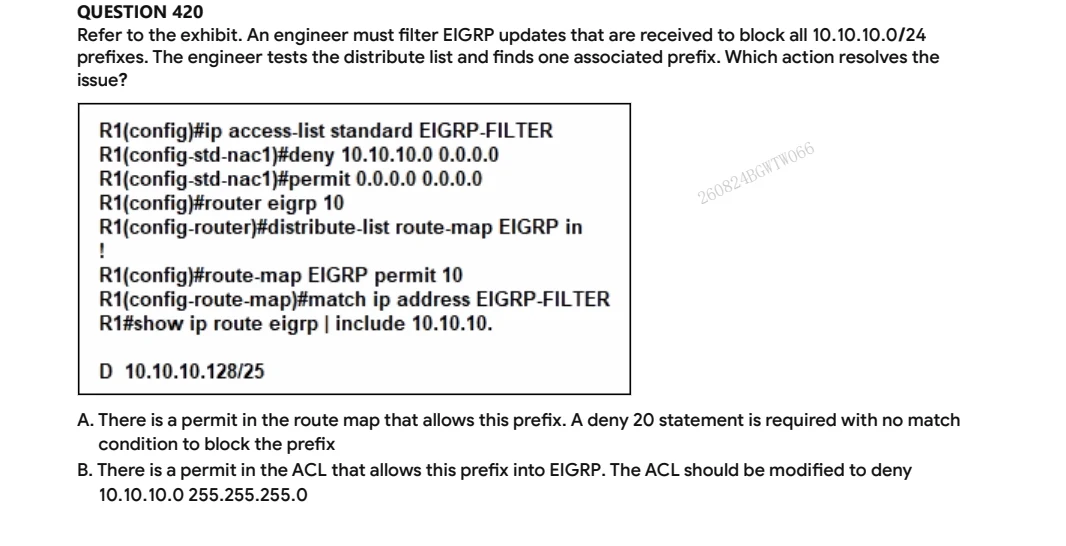 QUESTION 420
Refer to the exhibit. An engineer must filter EIGRP updates that are received to block all 10.10.10.0/24
prefixes. The engineer tests the distribute list and finds one associated prefix. Which action resolves the
issue?
R1(config)#ip access-list standard EIGRP-FILTER
R1(config-std-nac1)#deny 10.10.10.0 0.0.0.0
R1(config-std-nac1)#permit 0.0.0.0 0.0.0.0
R1(config)#router eigrp 10
R1(config-router)#distribute-list route-map EIGRP in
!
R1(config)#route-map EIGRP permit 10
R1(config-route-map)#match ip address EIGRP-FILTER
R1#show ip route eigrp | include 10.10.10.
D 10.10.10.128/25
260824BGWTW066
A. There is a permit in the route map that allows this prefix. A deny 20 statement is required with no match
condition to block the prefix
B. There is a permit in the ACL that allows this prefix into EIGRP. The ACL should be modified to deny
10.10.10.0 255.255.255.0